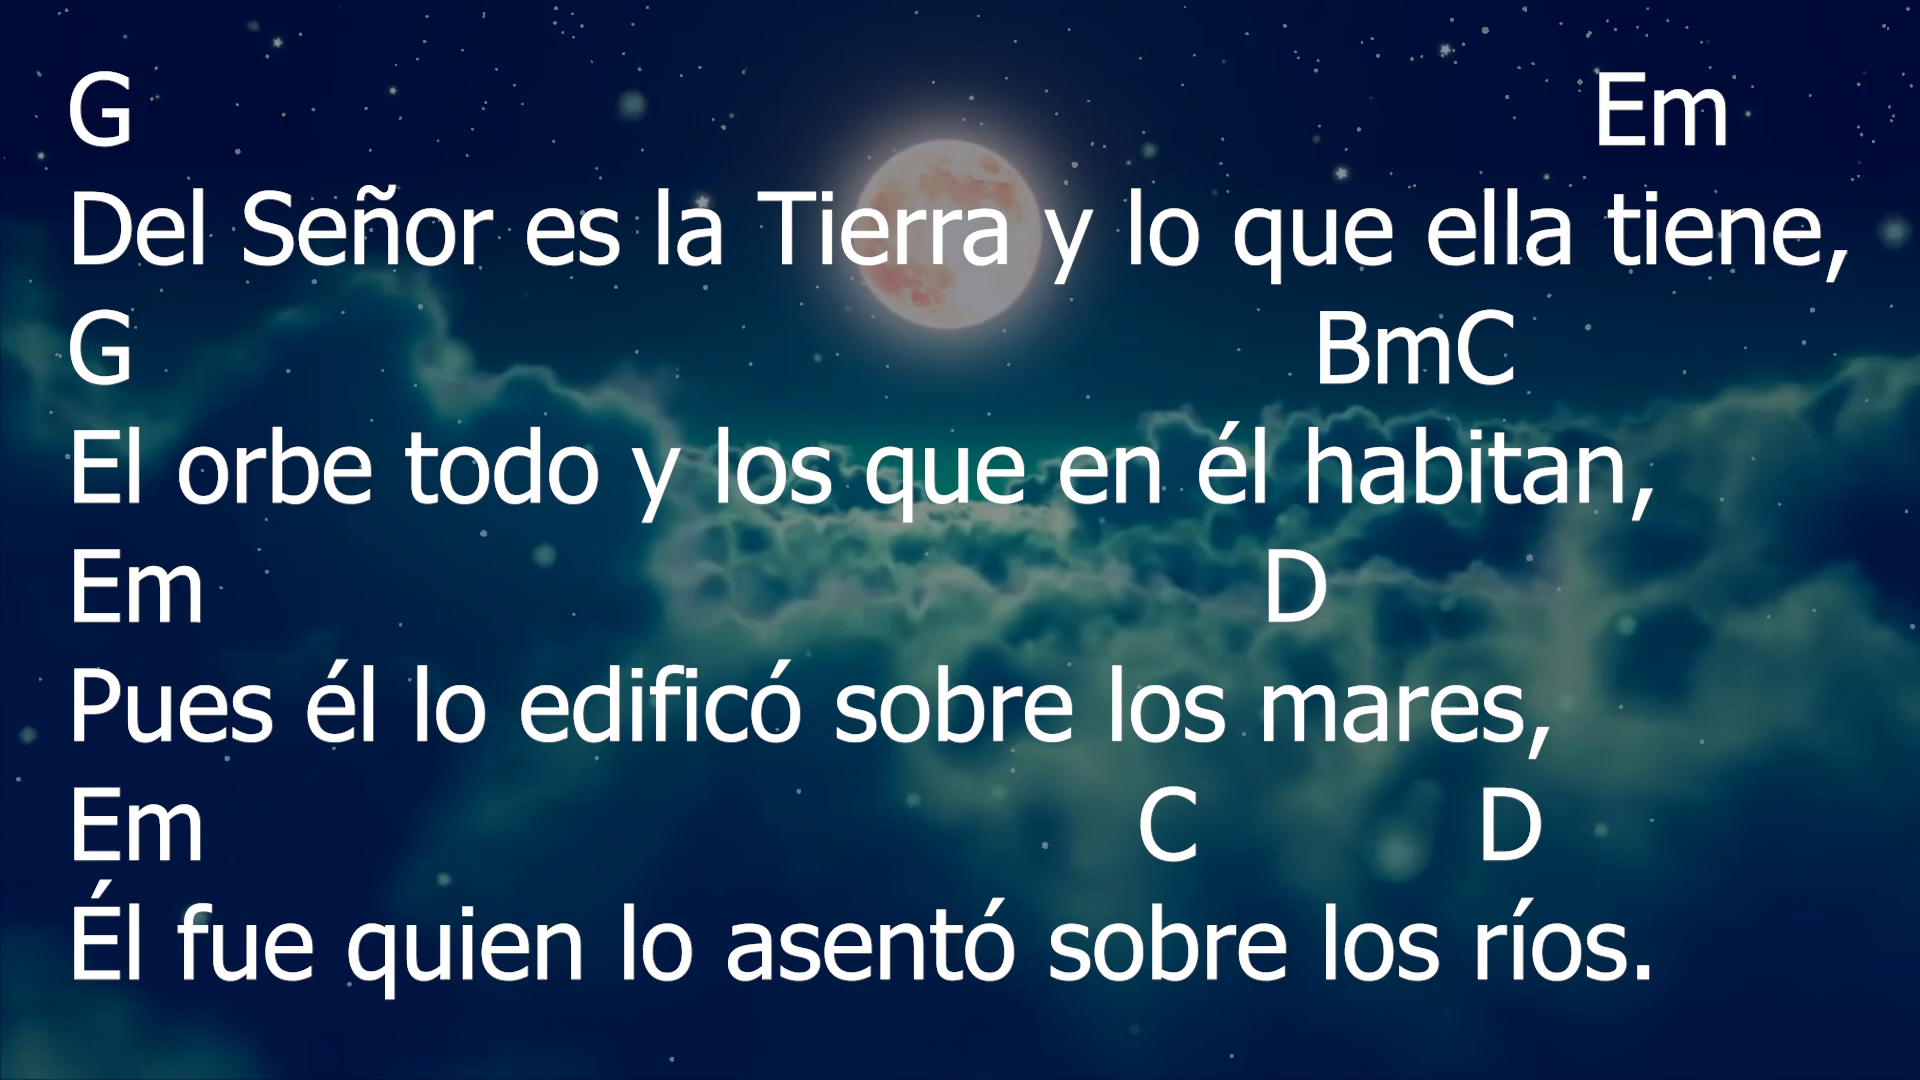 G Em
Del Señor es la Tierra y lo que ella tiene,
G BmC
El orbe todo y los que en él habitan,
Em D
Pues él lo edificó sobre los mares,
Em C D
Él fue quien lo asentó sobre los ríos.